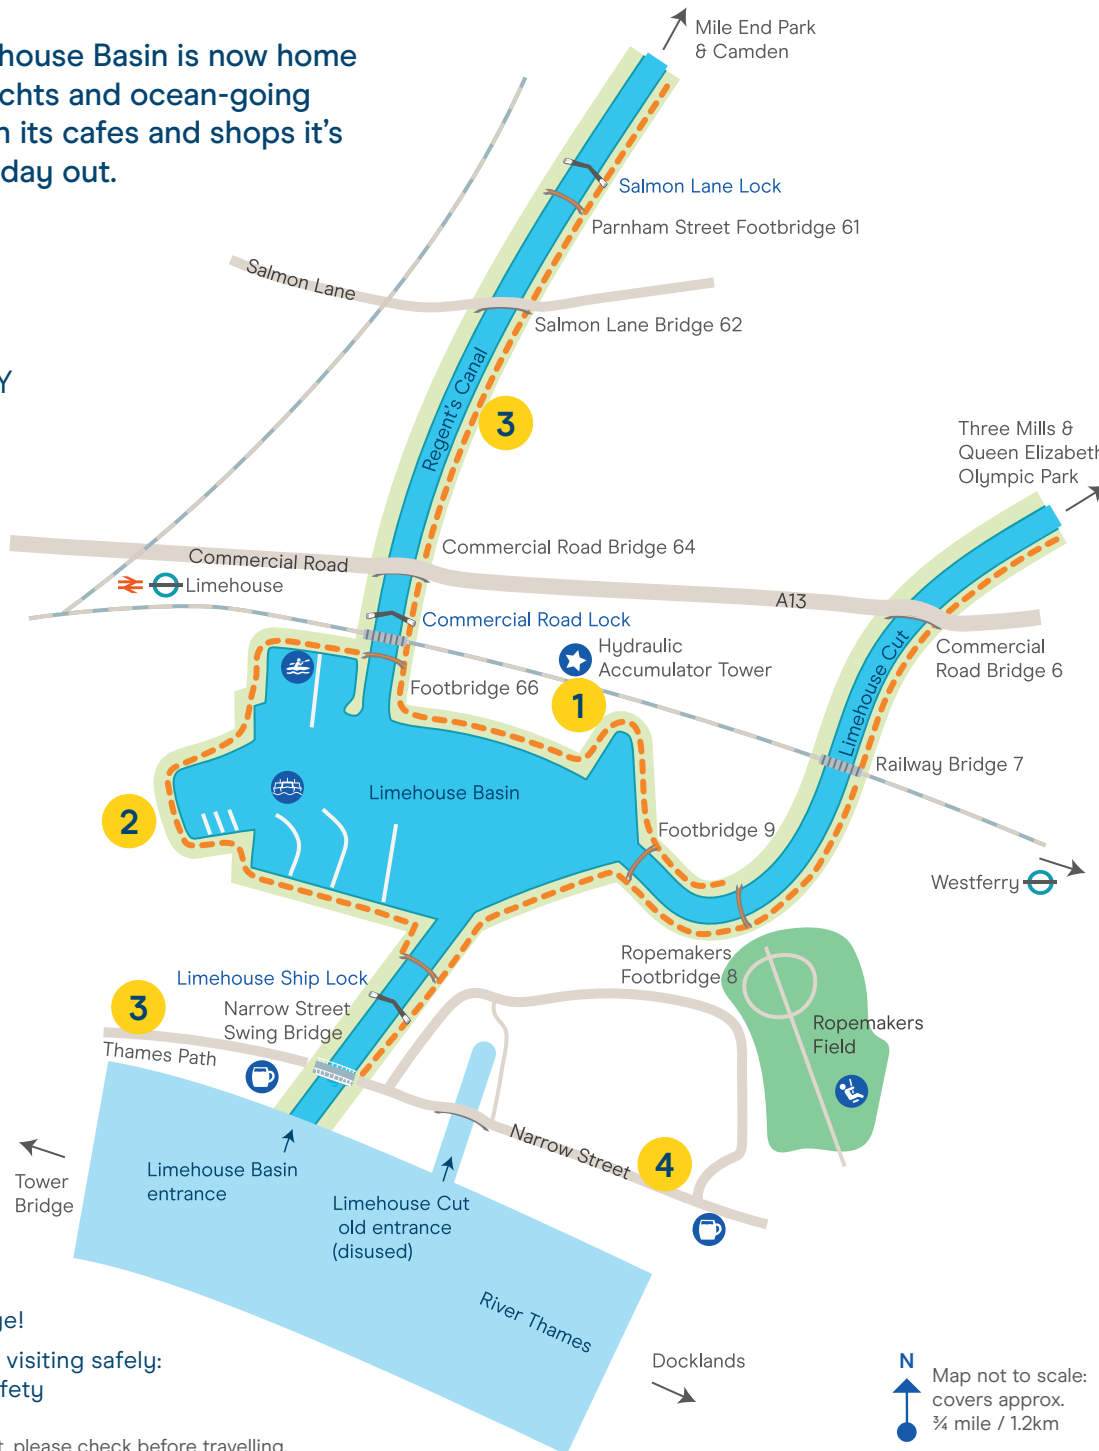 house Basin is now home
chts and ocean-going
n its cafes and shops it's
day out.
Y
Mile End Park
& Camden
Salmon Lane Lock
Parnham Street Footbridge 61
Salmon Lane
Salmon Lane Bridge 62
Regent's Canal
3
Three Mills &
Queen Elizabeth
Olympic Park
Commercial Road
Commercial Road Bridge 64
Limehouse
A13
Commercial Road Lock
Hydraulic
Accumulator Tower
Limehouse Cut
Commercial
Road Bridge 6
Footbridge 66
1
Railway Bridge 7
Limehouse Basin
2
Footbridge 9
Westferry
Ropemakers
Footbridge 8
Limehouse Ship Lock
3
Narrow Street
Swing Bridge
Ropemakers
Field
Thames Path
Narrow Street
4
Tower
Bridge
Limehouse Basin
entrance
Limehouse Cut
old entrance
(disused)
River Thames
ge!
visiting safely:
fety
Docklands
N
Map not to scale:
covers approx.
¾ mile / 1.2km
t, please check before travelling